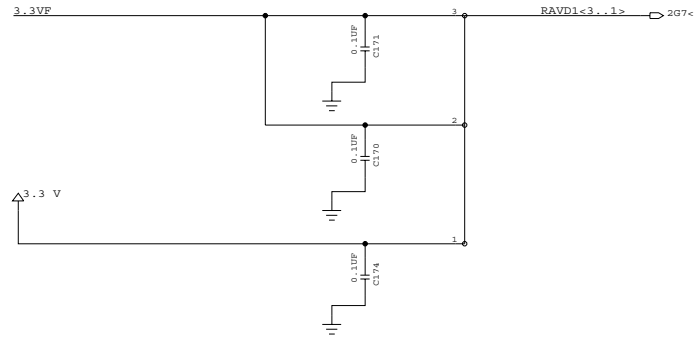 3.3VF
3
RAVD1<3..1>
2G7<
0.1UF
C171
2
0.1UF
C170
3.3 V
1
0.1UF
C174